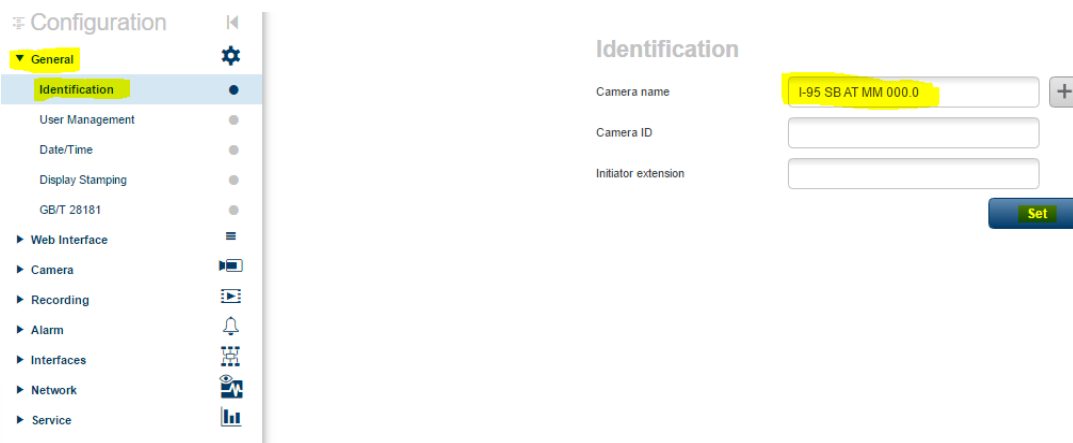 Configuration
General
Identification
User Management
Date/Time
Display Stamping
GB/T 28181
Web Interface
Camera
Recording
Alarm
Interfaces
Network
Service
Identification
Camera name
I-95 SB AT MM 000.0
Camera ID
Initiator extension
Set